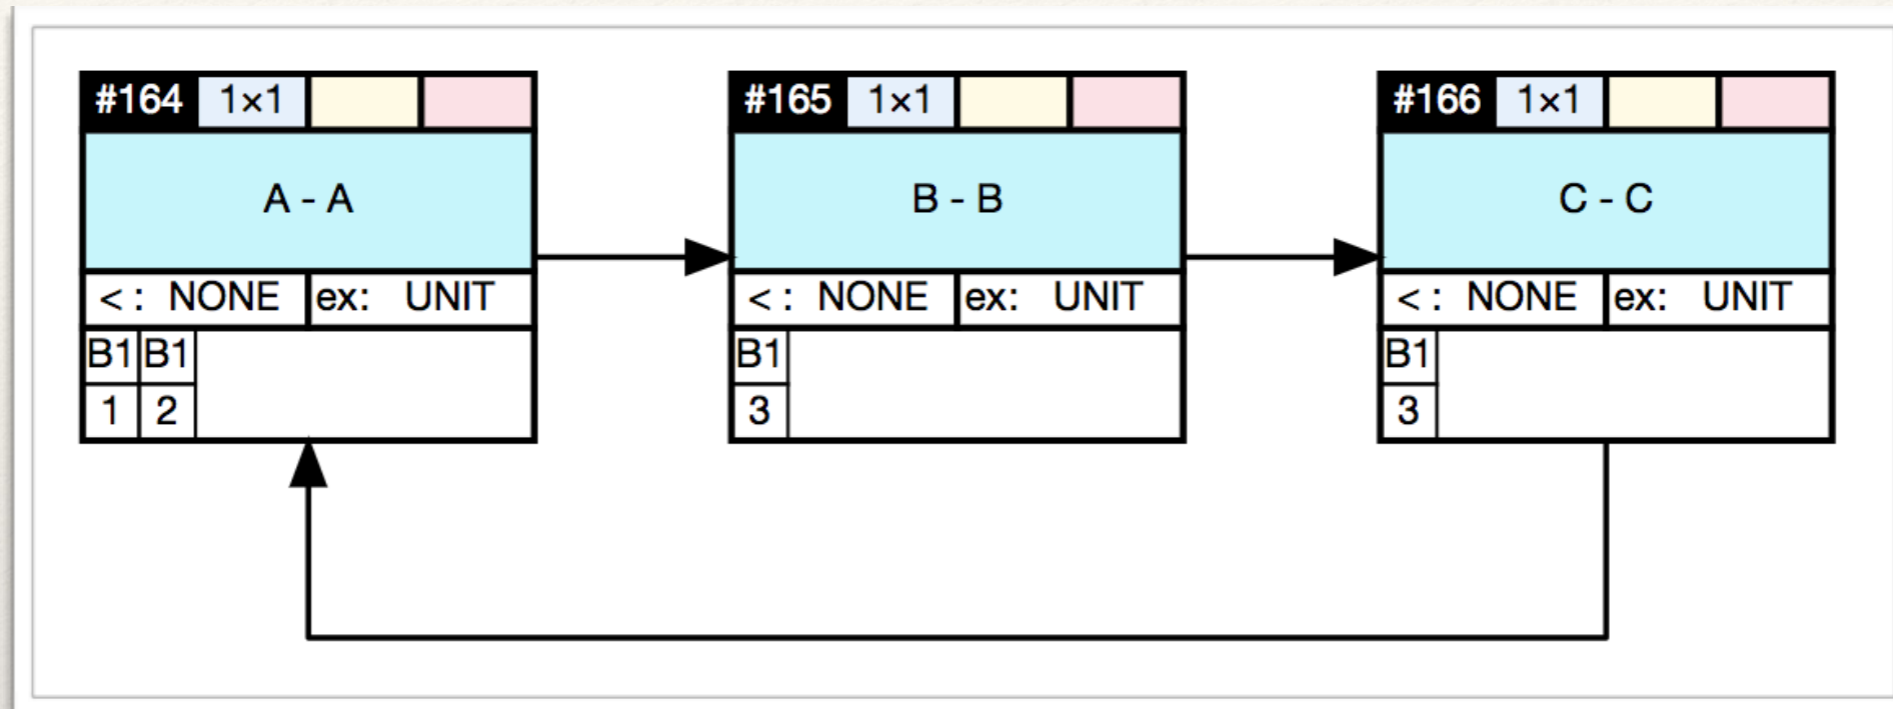 #164 1×1
A - A
< : NONE ex: UNIT
B1 B1
1 2
#165 1×1
B - B
< : NONE ex: UNIT
B1
3
#166 1×1
C - C
< : NONE ex: UNIT
B1
3